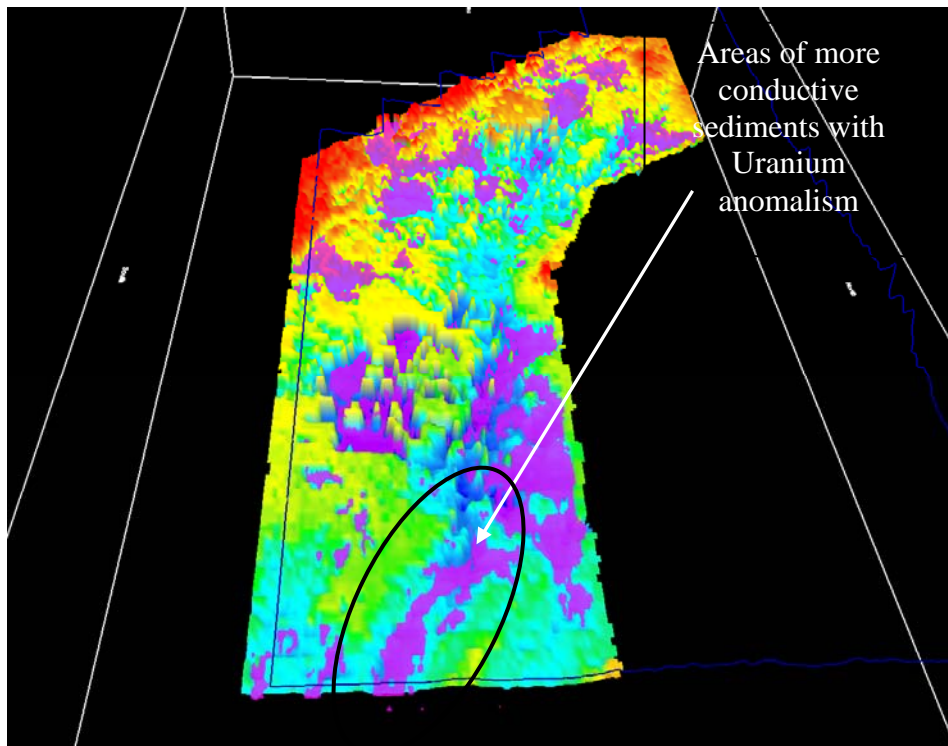 Areas of more
conductive
sediments with
Uranium
anomalism